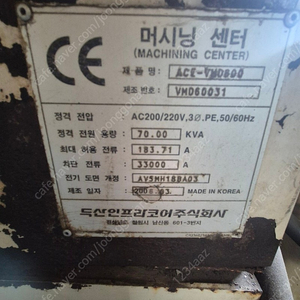 CE
머시닝 센터
(MACHINING CENTER)
제 품 명: ACE-VMD600
제조 번호: VMD60031
정격 전압 AC200/220V,3Ø.PE,50/60Hz
정격 전원 용량: 70.00 KVA
최대 허용 전류: 183.71 A
차단 전류: 33000 A
전기 도면 개정: AV5MH18BA03
제조 일자: MADE IN KOREA
두산인프라코어주식회사